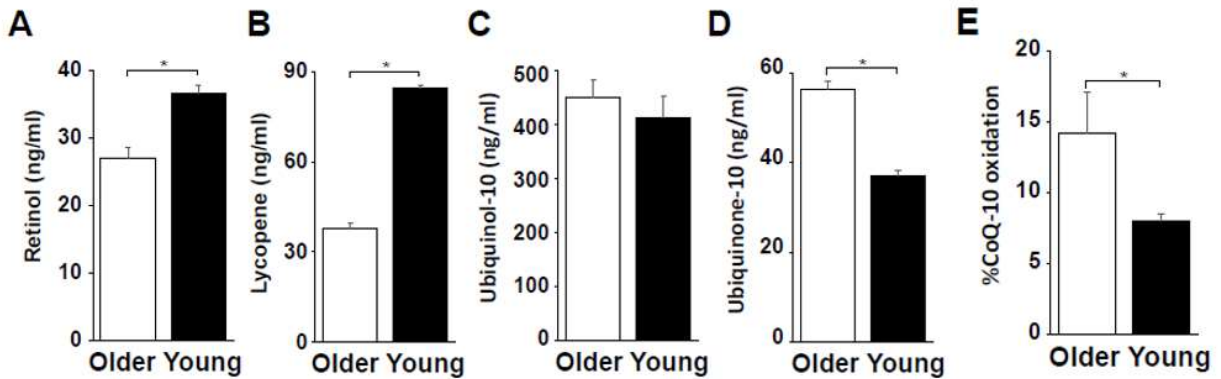 A
Retinol (ng/ml)
40
30
20
10
0
*
Older Young
B
Lycopene (ng/ml)
90
60
30
0
*
Older Young
C
Ubiquinol-10 (ng/ml)
500
400
300
200
100
0
Older Young
D
Ubiquinone-10 (ng/ml)
60
40
20
0
*
Older Young
E
%CoQ-10 oxidation
20
15
10
5
0
*
Older Young